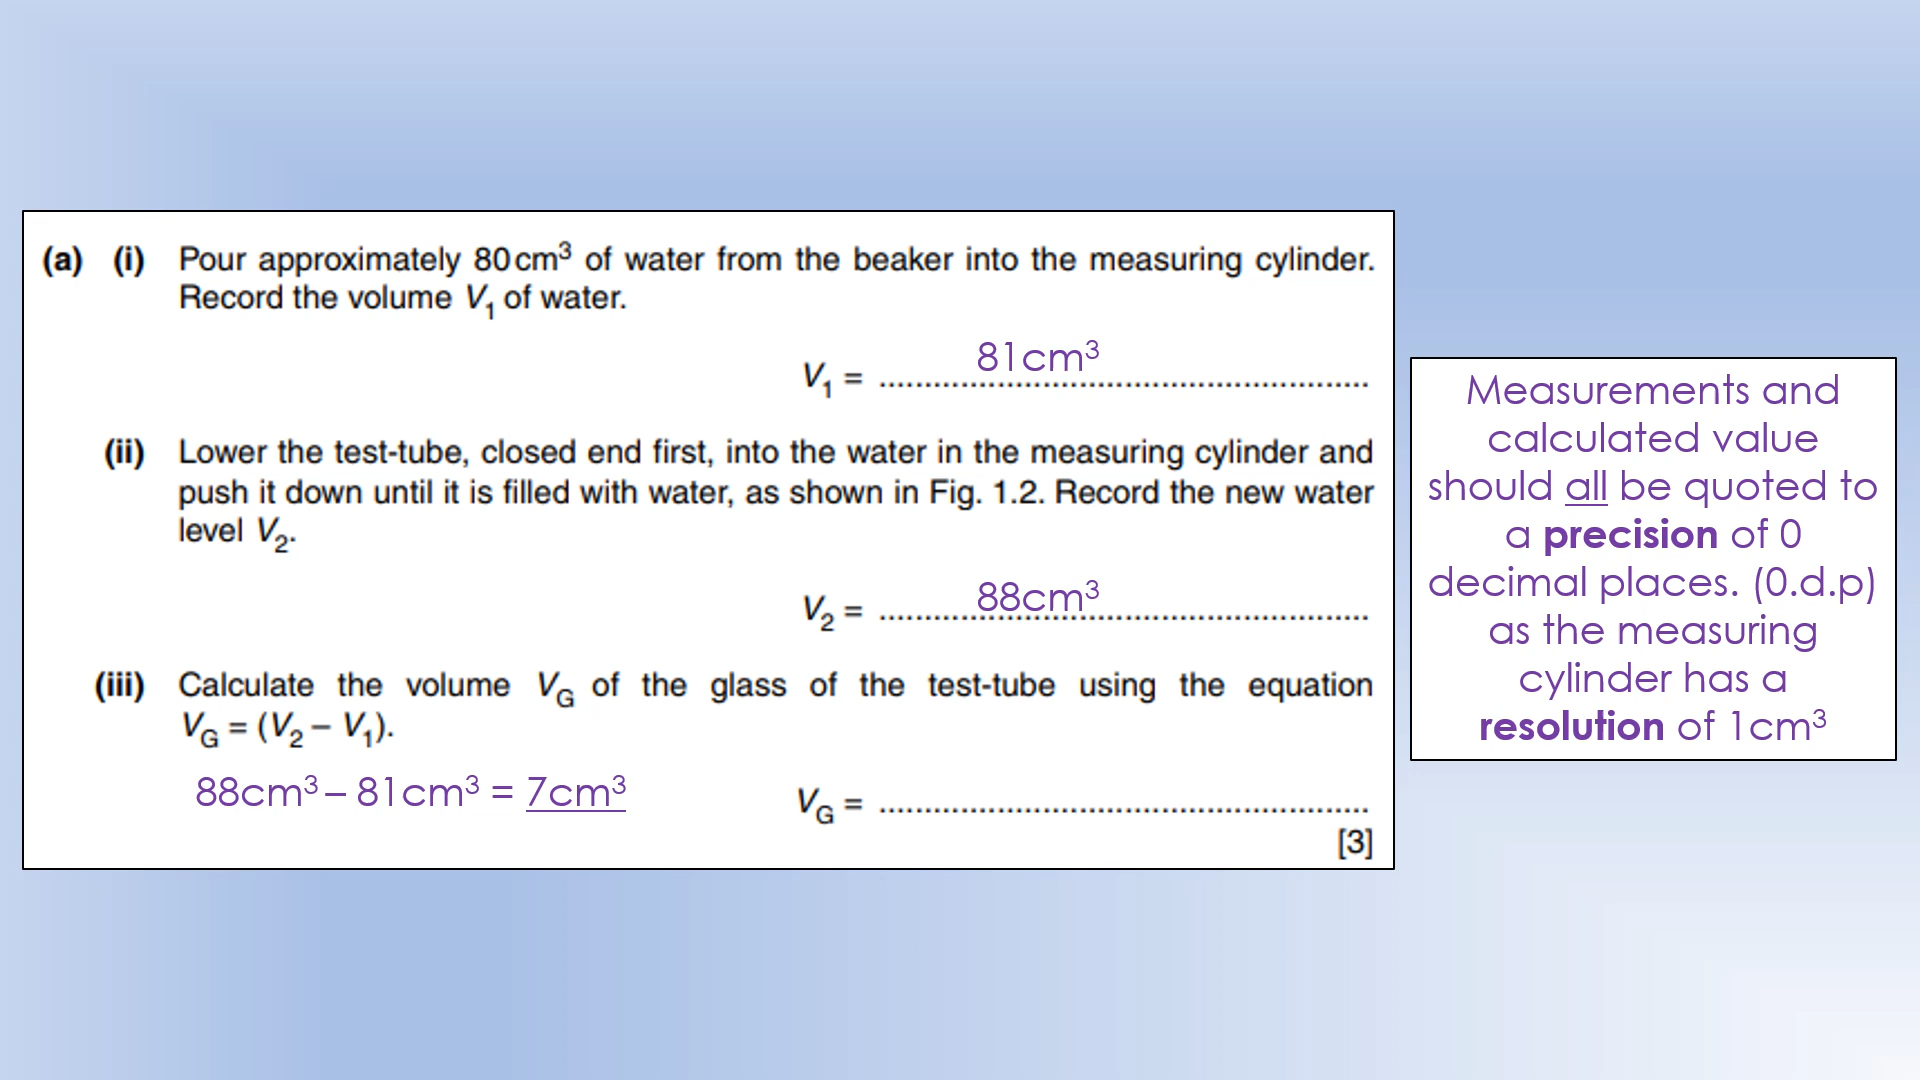 (a) (i) Pour approximately 80 cm³ of water from the beaker into the measuring cylinder.
Record the volume V₁ of water.
81cm³
V₁ = ........................................................
(ii) Lower the test-tube, closed end first, into the water in the measuring cylinder and
push it down until it is filled with water, as shown in Fig. 1.2. Record the new water
level V₂.
88cm³
V₂ = ........................................................
(iii) Calculate the volume V_G of the glass of the test-tube using the equation
V_G = (V₂ – V₁).
88cm³ – 81cm³ = 7cm³
V_G = ........................................................
[3]
Measurements and
calculated value
should all be quoted to
a precision of 0
decimal places. (0.d.p)
as the measuring
cylinder has a
resolution of 1cm³